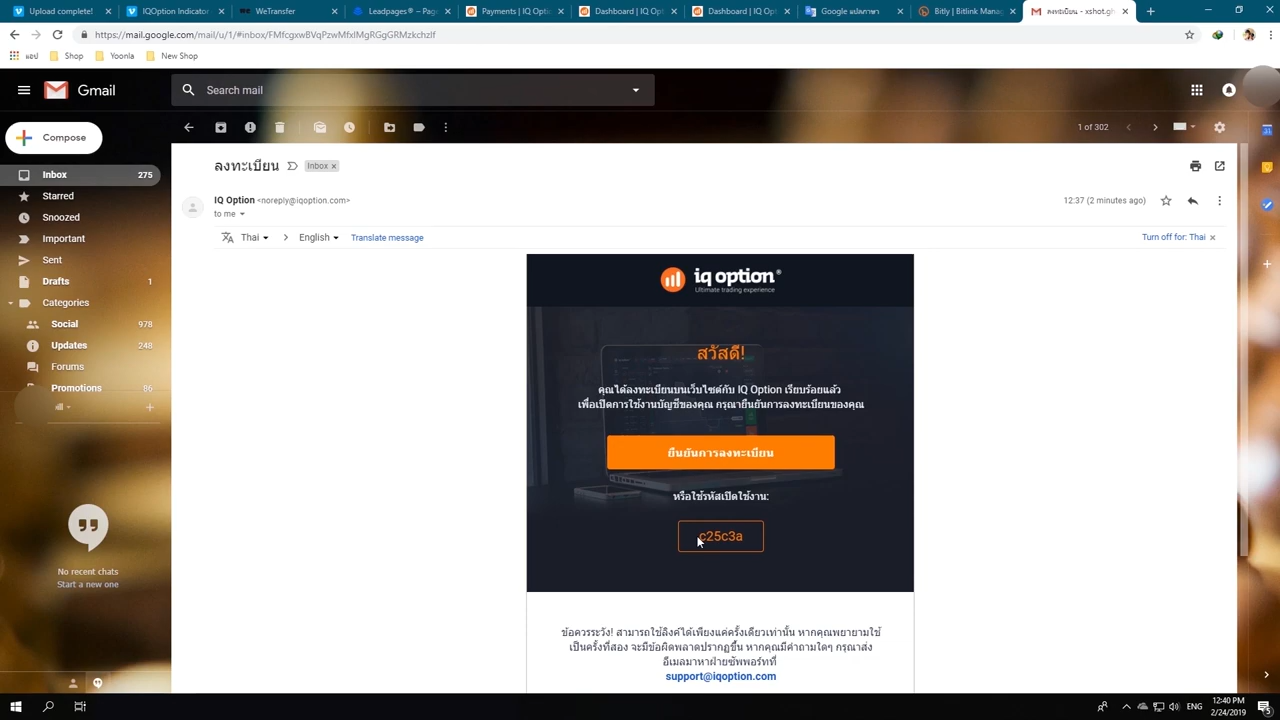 Upload complete!
IQOption Indicator
WeTransfer
Leadpages® – Page
Payments | IQ Optio
Dashboard | IQ Opt
Dashboard | IQ Opt
Google แปลภาษา
Bitly | Bitlink Mana
ลงทะเบียน - xshot.gh
https://mail.google.com/mail/u/1/#inbox/FMfcgxwBVqPzwMfxlMgRGgGRMzkchzlf
แอป
Shop
Yoonla
New Shop
Gmail
Search mail
Compose
1 of 302
Inbox 275
Starred
Snoozed
Important
Sent
Drafts 1
Categories
Social 978
Updates 248
Forums
Promotions 86
No recent chats
Start a new one
ลงทะเบียน
Inbox x
IQ Option <noreply@iqoption.com>
12:37 (2 minutes ago)
to me
Thai > English Translate message
Turn off for: Thai x
iq option®
Ultimate trading experience
สวัสดี!
คุณได้ลงทะเบียนบนเว็บไซต์กับ IQ Option เรียบร้อยแล้ว
เพื่อเปิดการใช้งานบัญชีของคุณ กรุณายืนยันการลงทะเบียนของคุณ
ยืนยันการลงทะเบียน
หรือใช้รหัสเปิดใช้งาน:
c25c3a
ข้อควรระวัง! สามารถใช้ลิงค์ได้เพียงแค่ครั้งเดียวเท่านั้น หากคุณพยายามใช้
เป็นครั้งที่สอง จะมีข้อผิดพลาดปรากฏขึ้น หากคุณมีคำถามใดๆ กรุณาส่ง
อีเมลมาหาฝ่ายซัพพอร์ทที่
support@iqoption.com
ENG
12:40 PM
2/24/2019
5